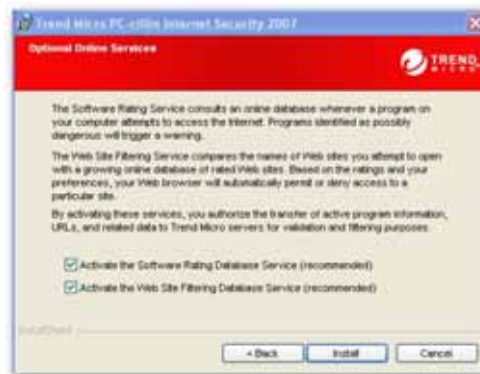 Trend Micro PC-cillin Internet Security 2007
Optional Online Services
TREND
MICRO
The Software Rating Service consults an online database whenever a program on
your computer attempts to access the Internet. Programs identified as possibly
dangerous will trigger a warning.
The Web Site Filtering Service compares the names of Web sites you attempt to open
with a growing online database of rated Web sites. Based on the ratings and your
preferences, your Web browser will automatically permit or deny access to a
particular site.
By activating these services, you authorize the transfer of active program information,
URLs, and related data to Trend Micro servers for validation and filtering purposes.
Activate the Software Rating Database Service (recommended)
Activate the Web Site Filtering Database Service (recommended)
InstallShield
< Back
Install
Cancel